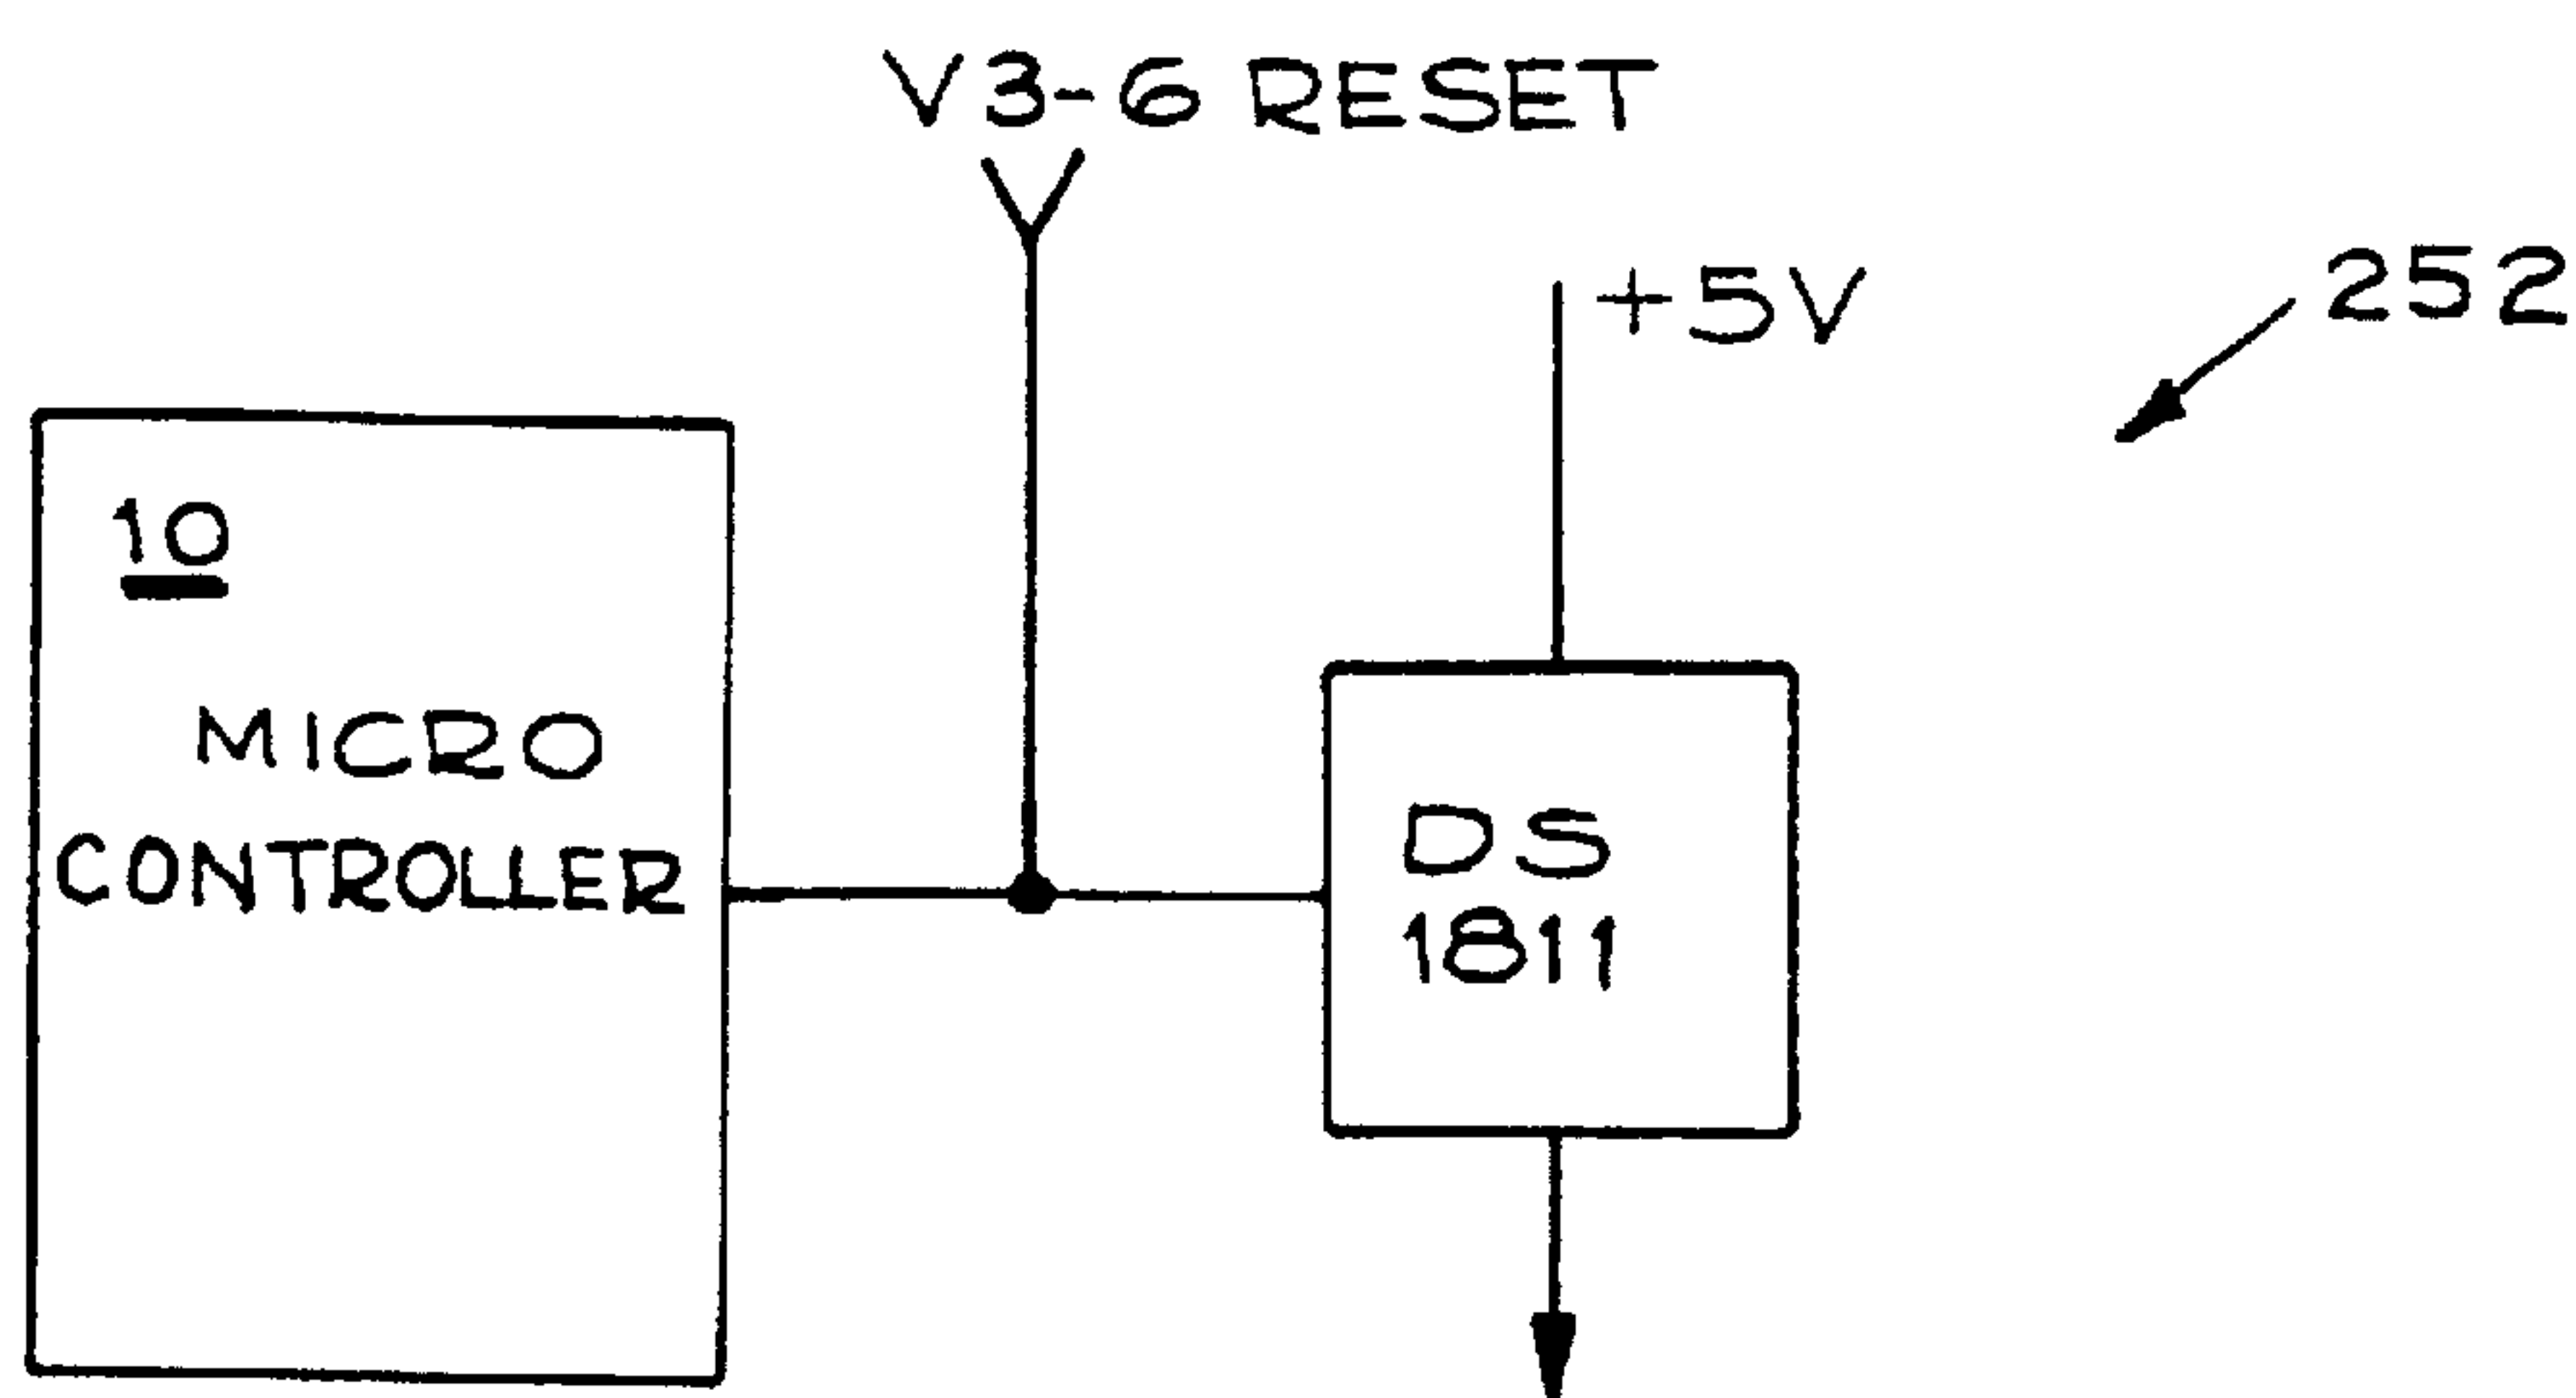 V3-6 RESET
+5V
252
10
MICRO
CONTROLLER
DS
1811